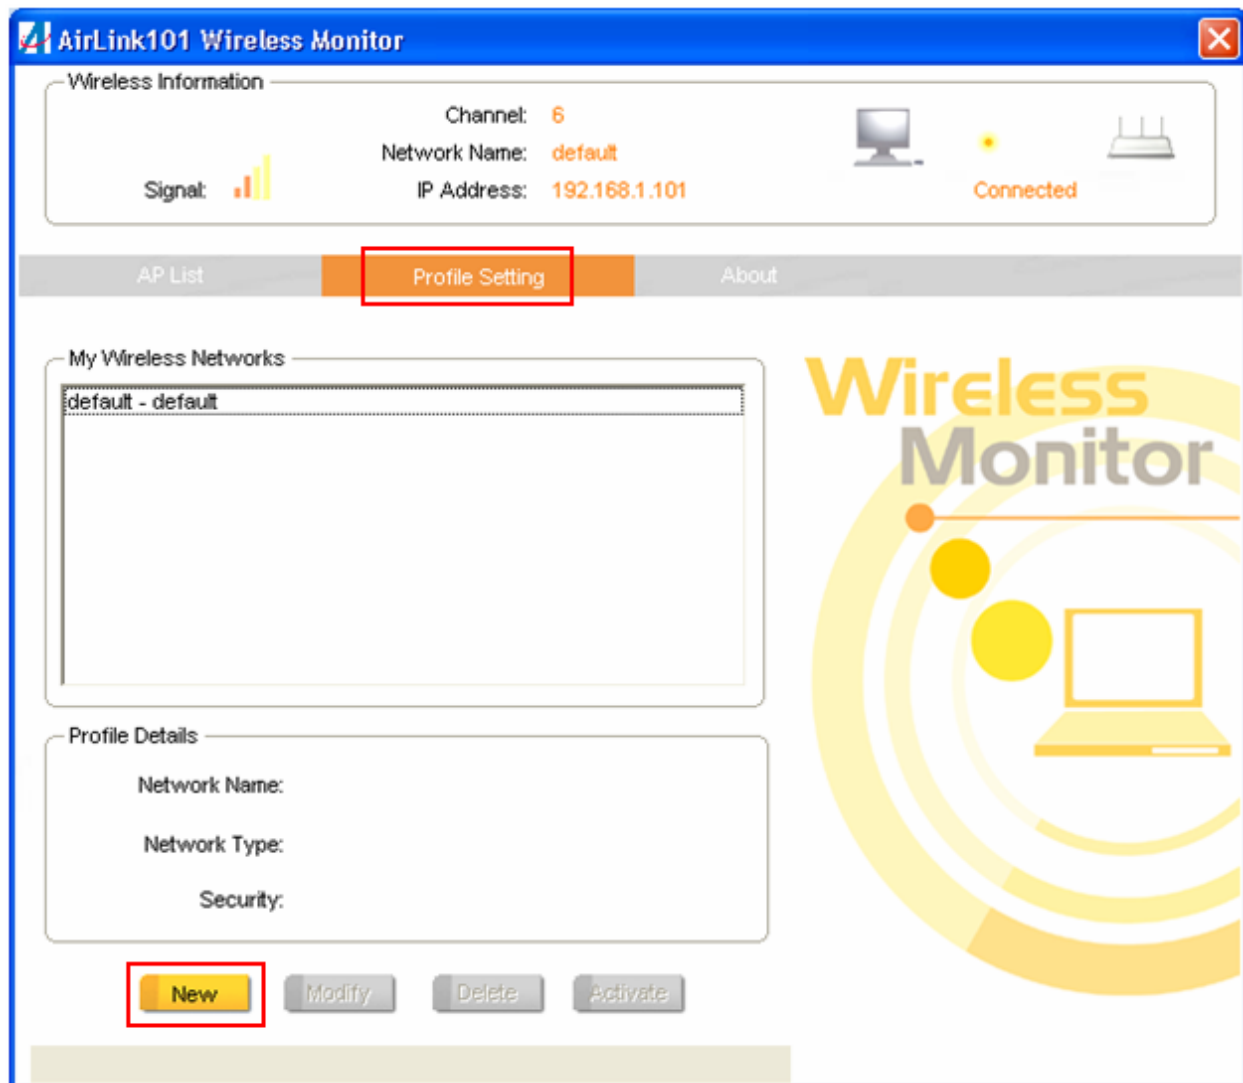 AirLink101 Wireless Monitor
Wireless Information
Channel: 6
Network Name: default
Signal: IP Address: 192.168.1.101
Connected
AP List Profile Setting About
My Wireless Networks
default - default
Wireless
Monitor
Profile Details
Network Name:
Network Type:
Security:
New Modify Delete Activate